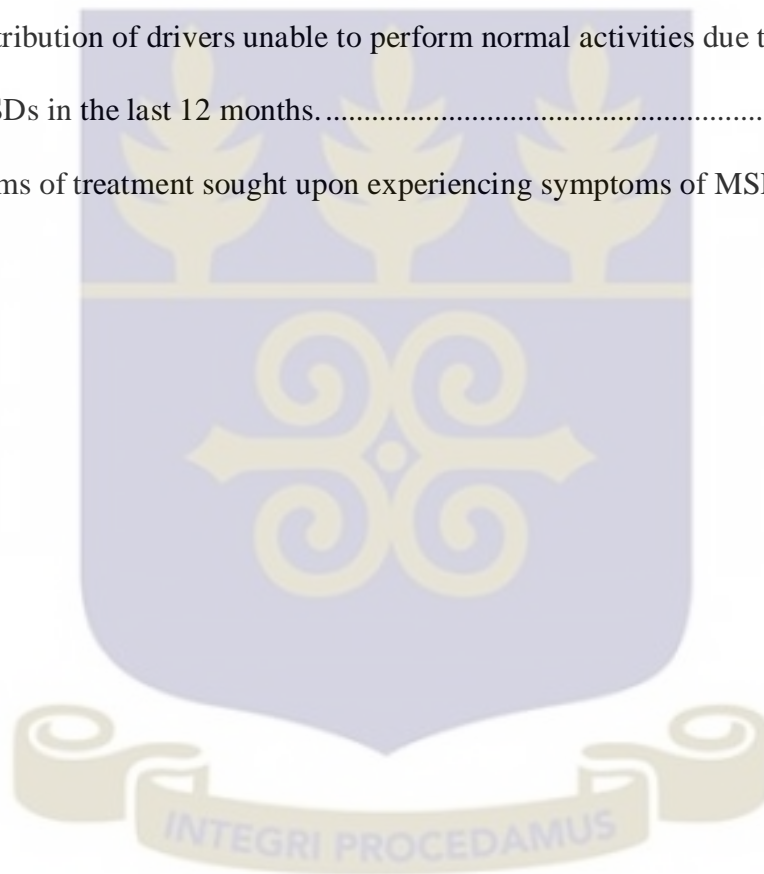 tribution of drivers unable to perform normal activities due t
SDs in the last 12 months. ......................................................
ms of treatment sought upon experiencing symptoms of MS
INTEGRI PROCEDAMUS